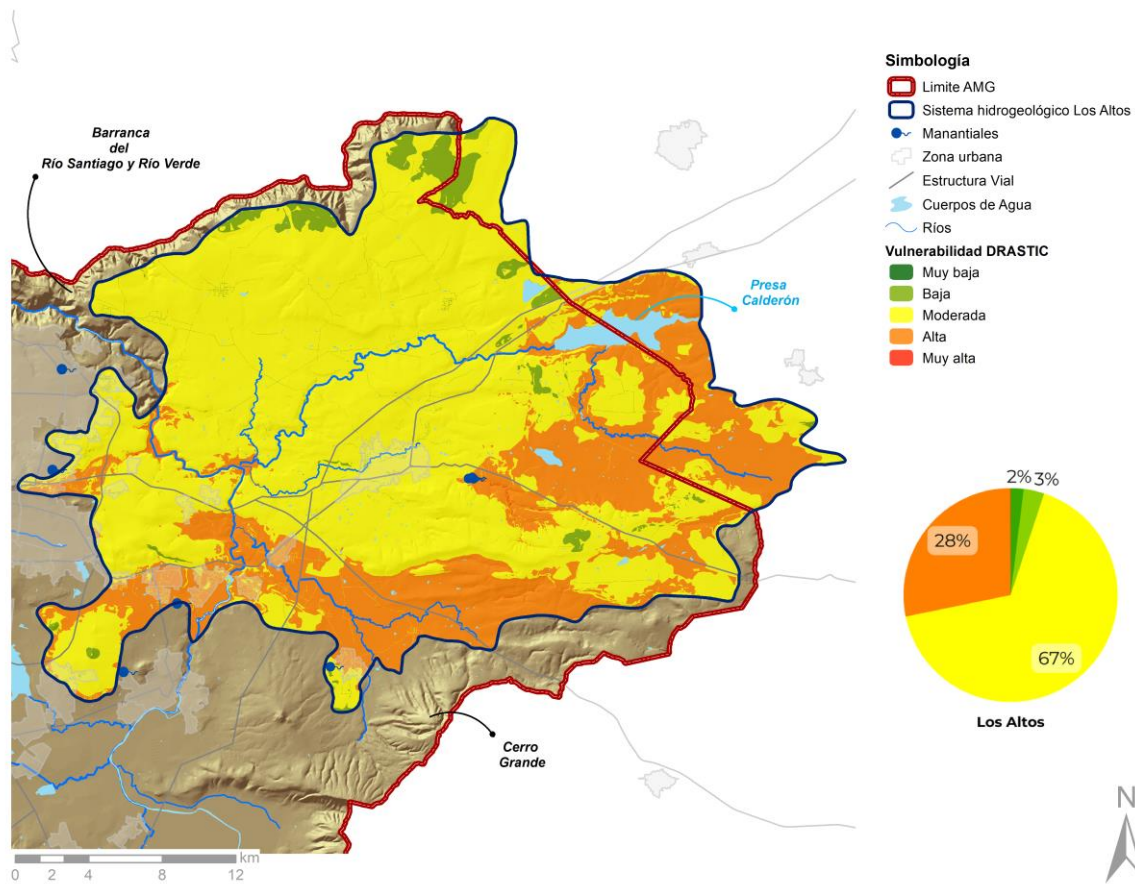 Barranca
del
Río Santiago y Río Verde
Presa
Calderón
Cerro
Grande
0 2 4 8 12 km
Simbología
Limite AMG
Sistema hidrogeológico Los Altos
Manantiales
Zona urbana
Estructura Vial
Cuerpos de Agua
Ríos
Vulnerabilidad DRASTIC
Muy baja
Baja
Moderada
Alta
Muy alta
2% 3%
28%
67%
Los Altos
N